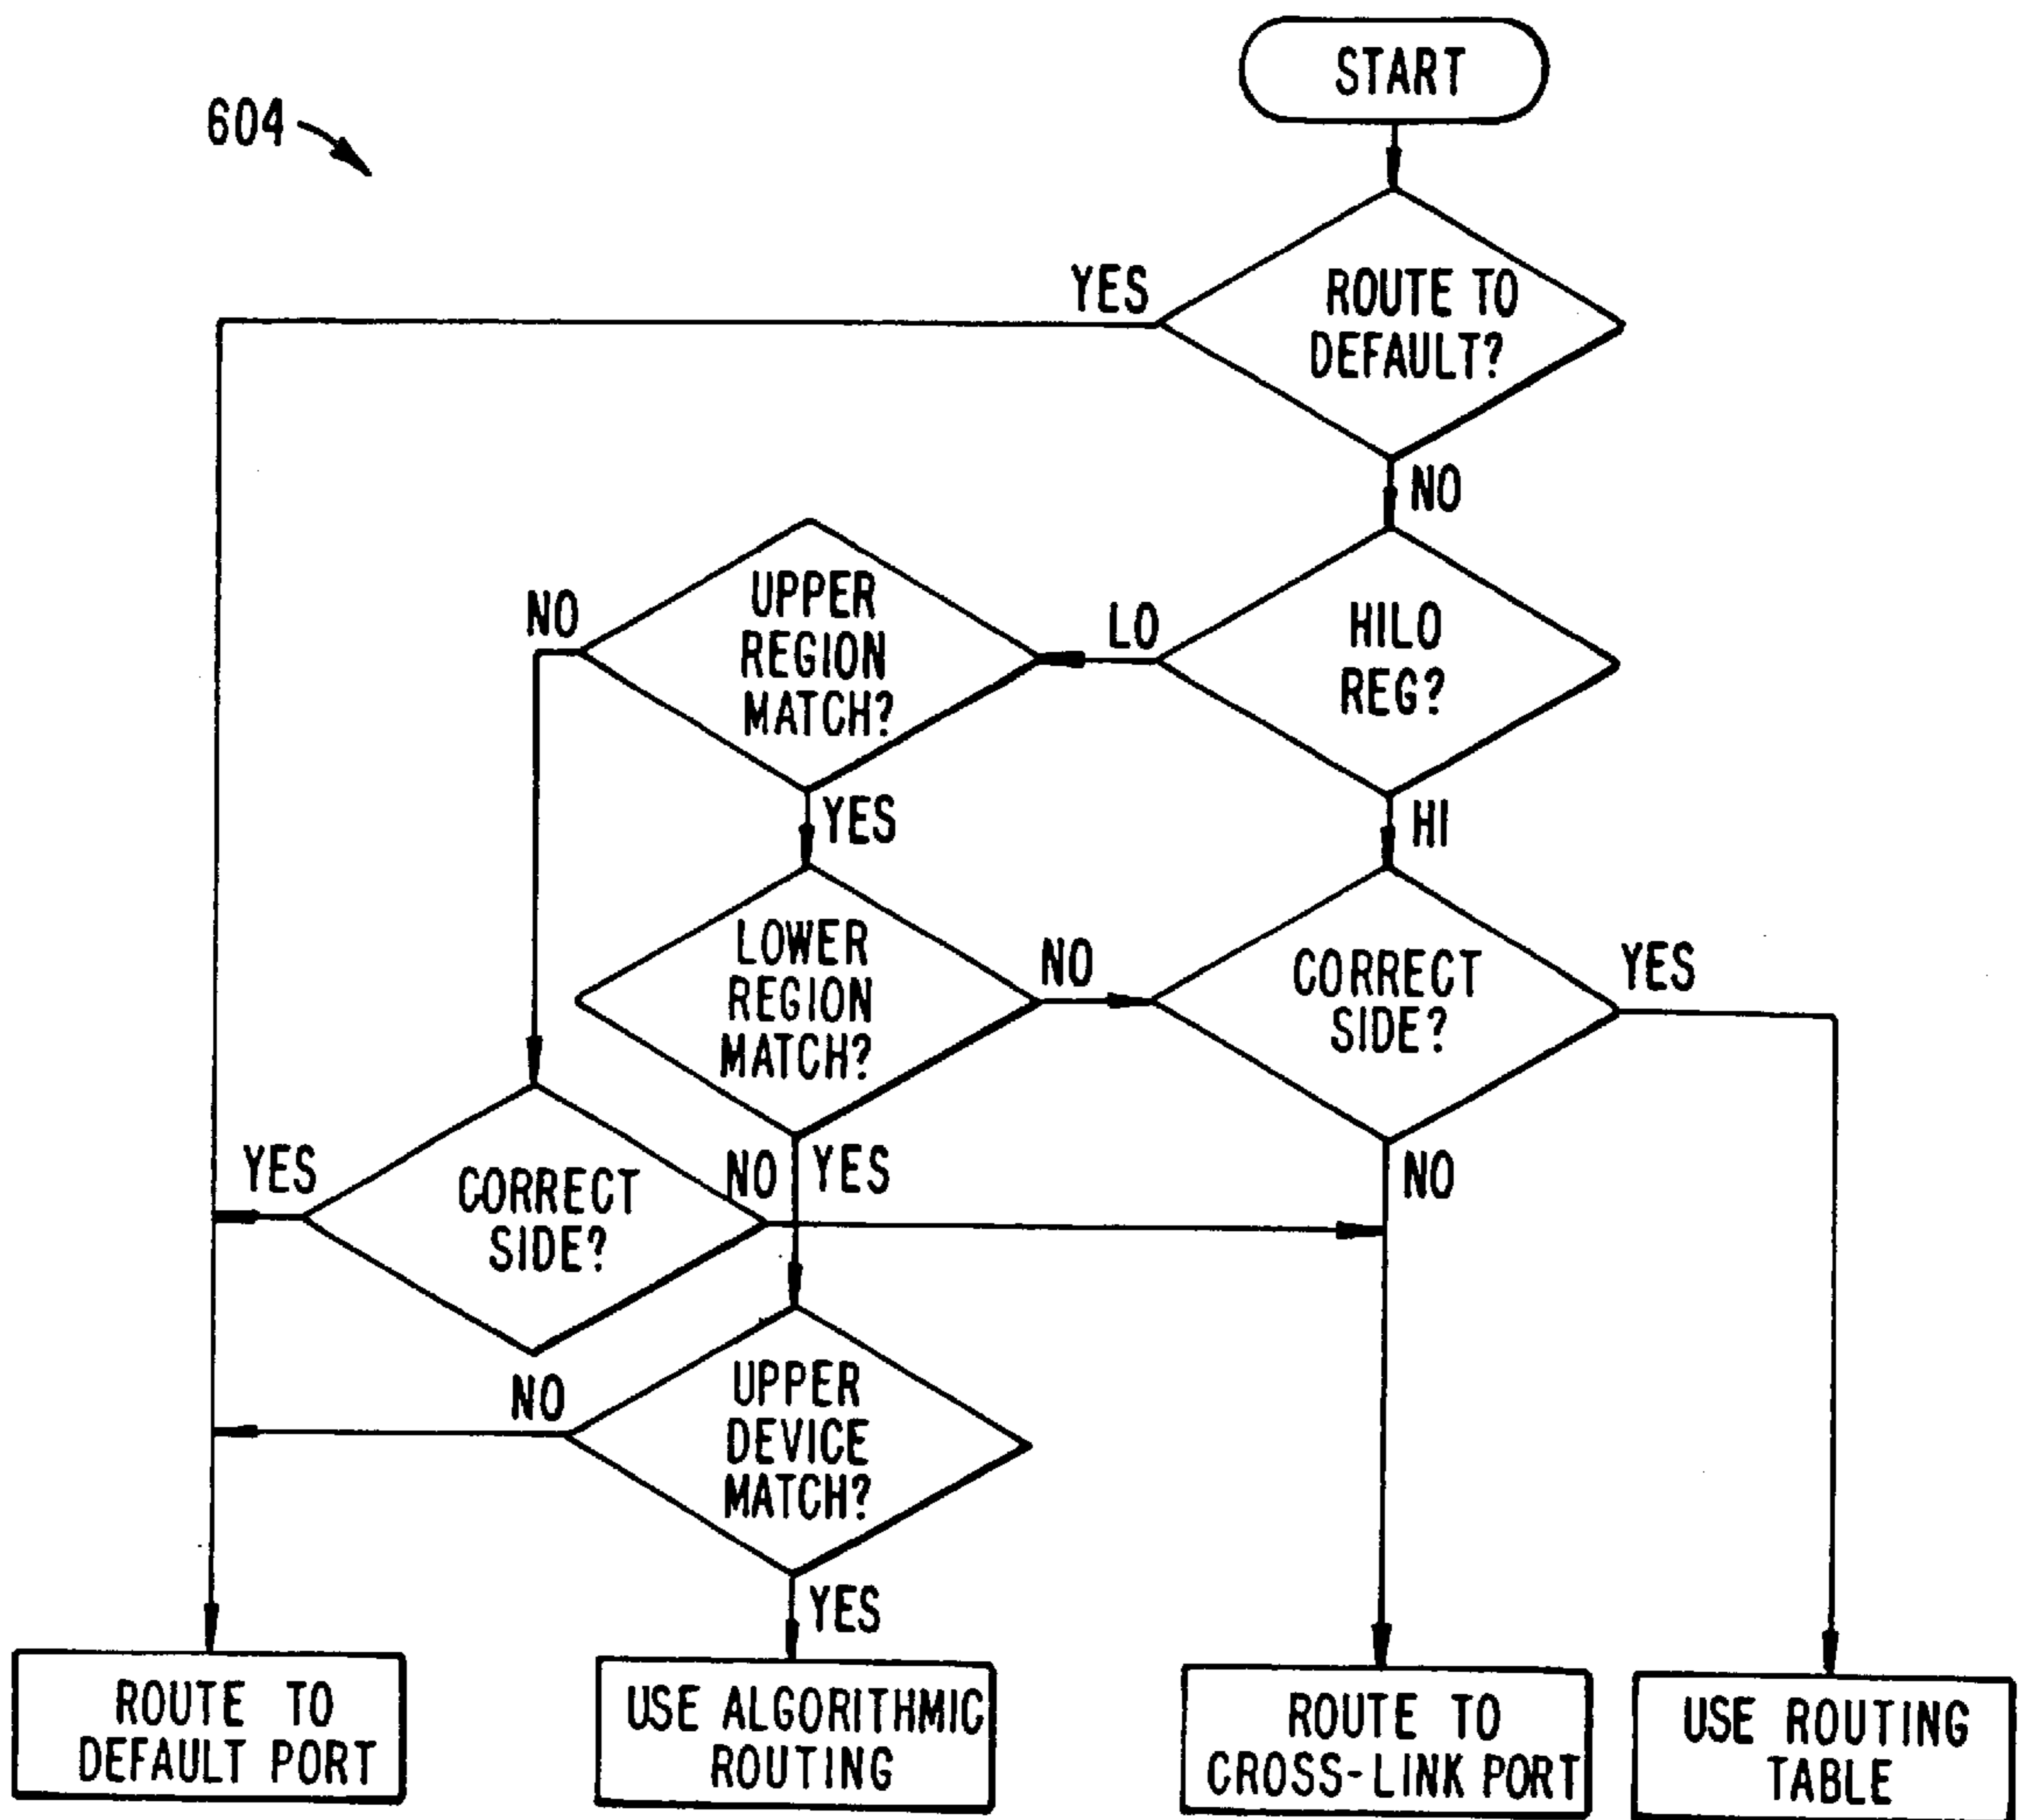 START
604
YES
ROUTE TO
DEFAULT?
NO
UPPER
REGION
MATCH?
NO
LO
HILO
REG?
YES
HI
LOWER
REGION
MATCH?
NO
CORRECT
SIDE?
YES
YES
CORRECT
SIDE?
NO
YES
NO
NO
UPPER
DEVICE
MATCH?
YES
ROUTE TO
DEFAULT PORT
USE ALGORITHMIC
ROUTING
ROUTE TO
CROSS-LINK PORT
USE ROUTING
TABLE